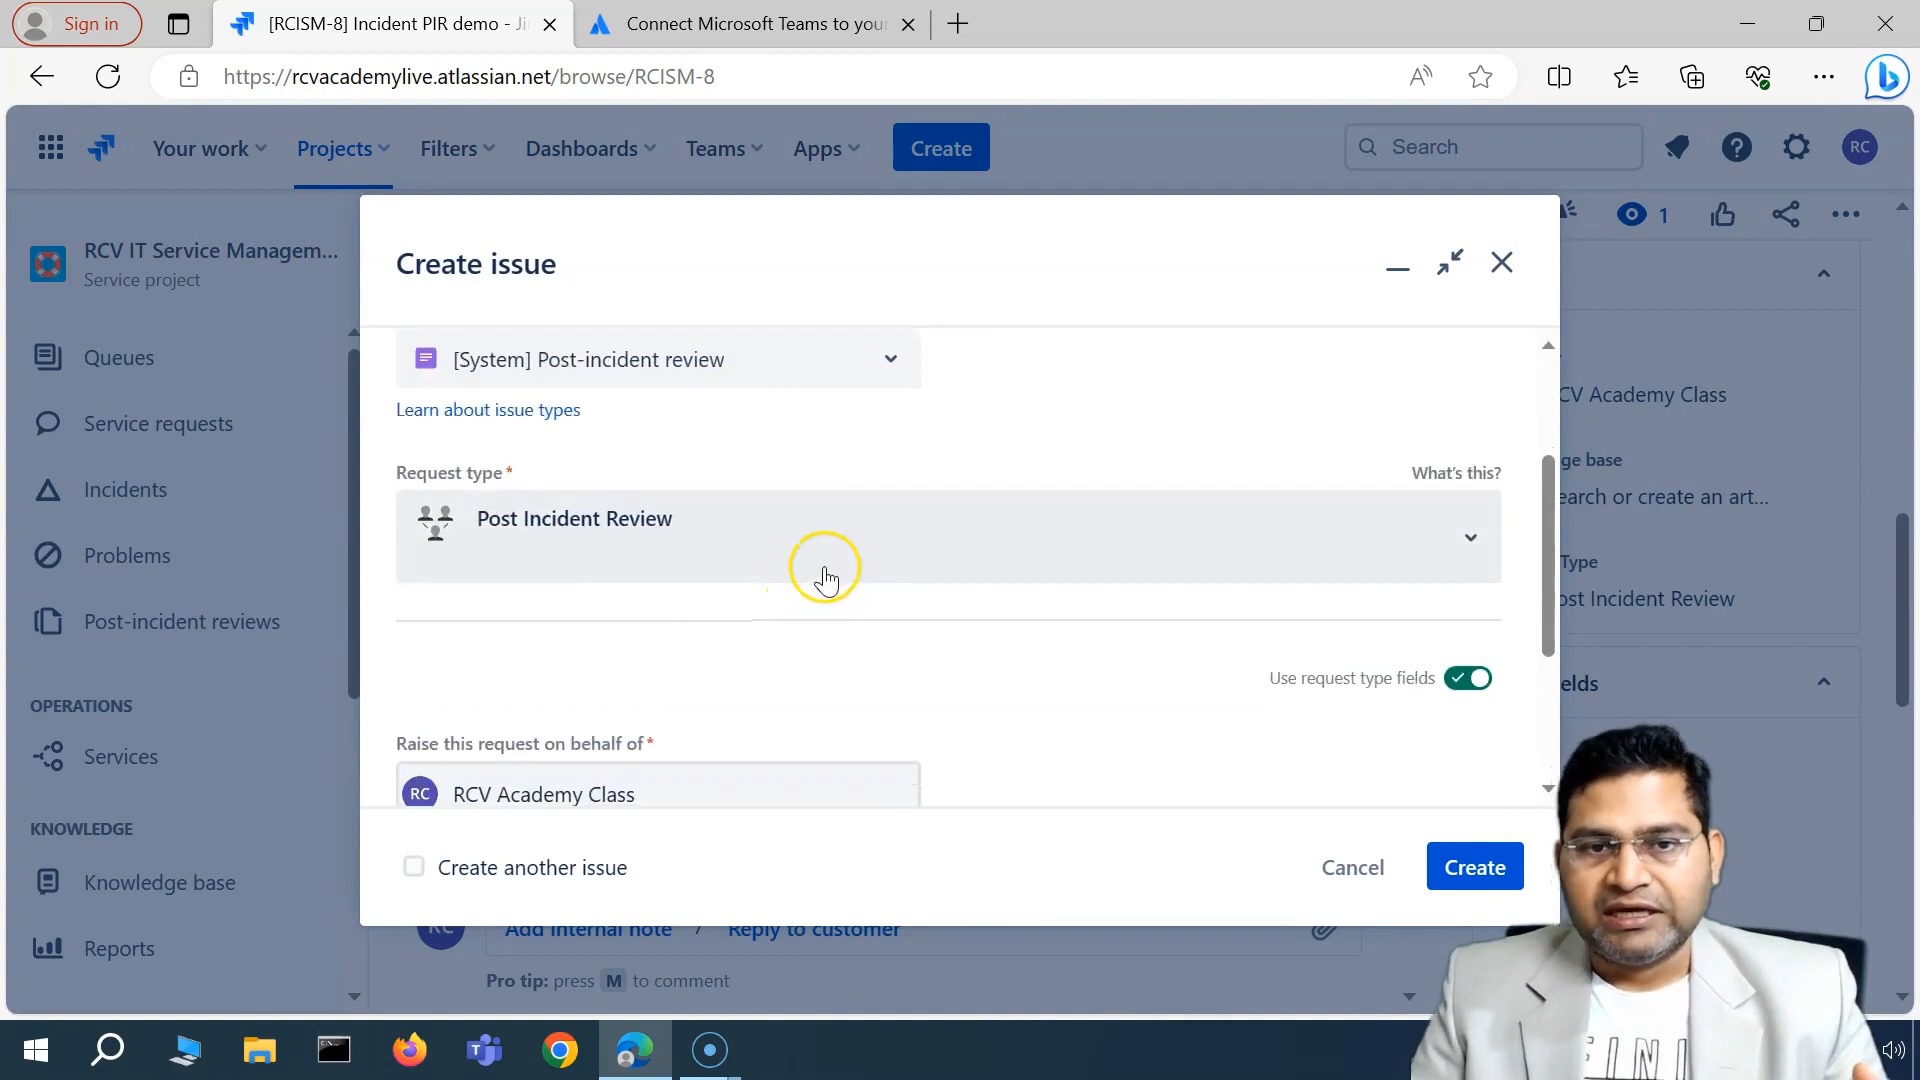 Sign in
[RCISM-8] Incident PIR demo - Ji
Connect Microsoft Teams to your
https://rcvacademylive.atlassian.net/browse/RCISM-8
Your work
Projects
Filters
Dashboards
Teams
Apps
Create
Search
RC
RCV IT Service Managem...
Service project
1
Create issue
Queues
[System] Post-incident review
Learn about issue types
CV Academy Class
Service requests
Request type*
What's this?
ge base
Incidents
Post Incident Review
earch or create an art...
Problems
Type
Post-incident reviews
ost Incident Review
Use request type fields
elds
OPERATIONS
Services
Raise this request on behalf of*
RC
RCV Academy Class
KNOWLEDGE
Knowledge base
Create another issue
Cancel
Create
Reports
RC
Add internal note / Reply to customer
Pro tip: press M to comment